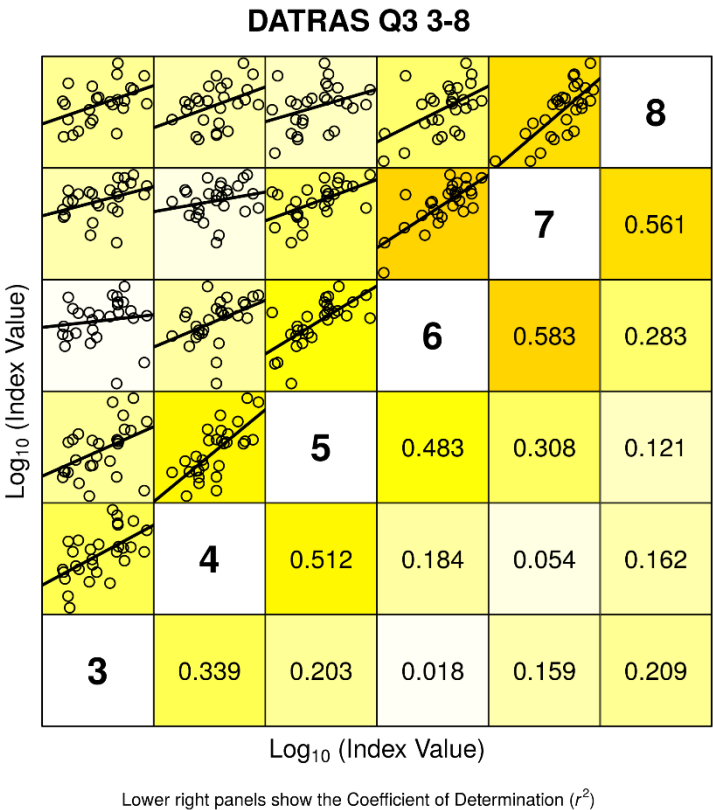 DATRAS Q3 3-8
8
7 0.561
6 0.583 0.283
5 0.483 0.308 0.121
4 0.512 0.184 0.054 0.162
3 0.339 0.203 0.018 0.159 0.209
Log10 (Index Value)
Log10 (Index Value)
Lower right panels show the Coefficient of Determination (r²)